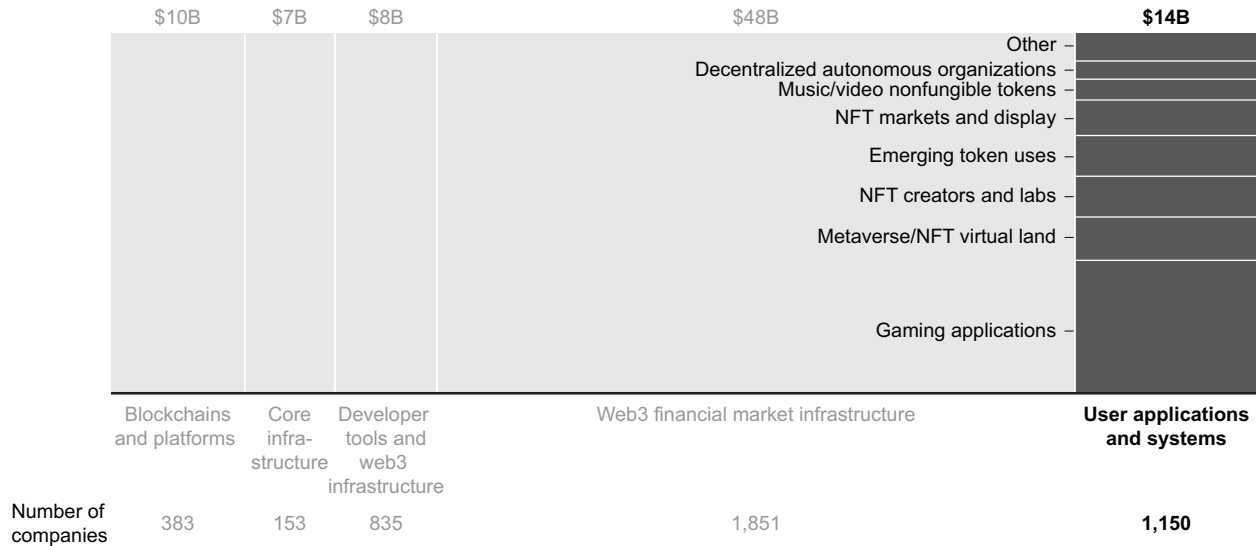 $10B $7B $8B $48B $14B
Other
Decentralized autonomous organizations
Music/video nonfungible tokens
NFT markets and display
Emerging token uses
NFT creators and labs
Metaverse/NFT virtual land
Gaming applications
Blockchains
and platforms
Core
infra-
structure
Developer
tools and
web3
infrastructure
Web3 financial market infrastructure
User applications
and systems
Number of
companies
383 153 835 1,851 1,150